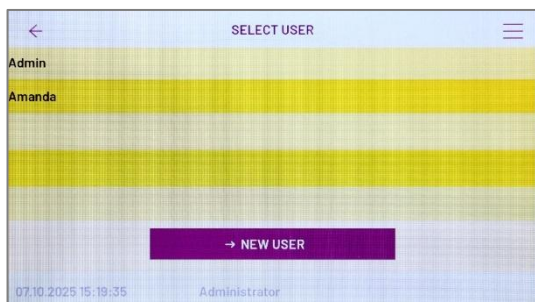 SELECT USER
Admin
Amanda
→ NEW USER
07.10.2025 15:19:35 Administrator